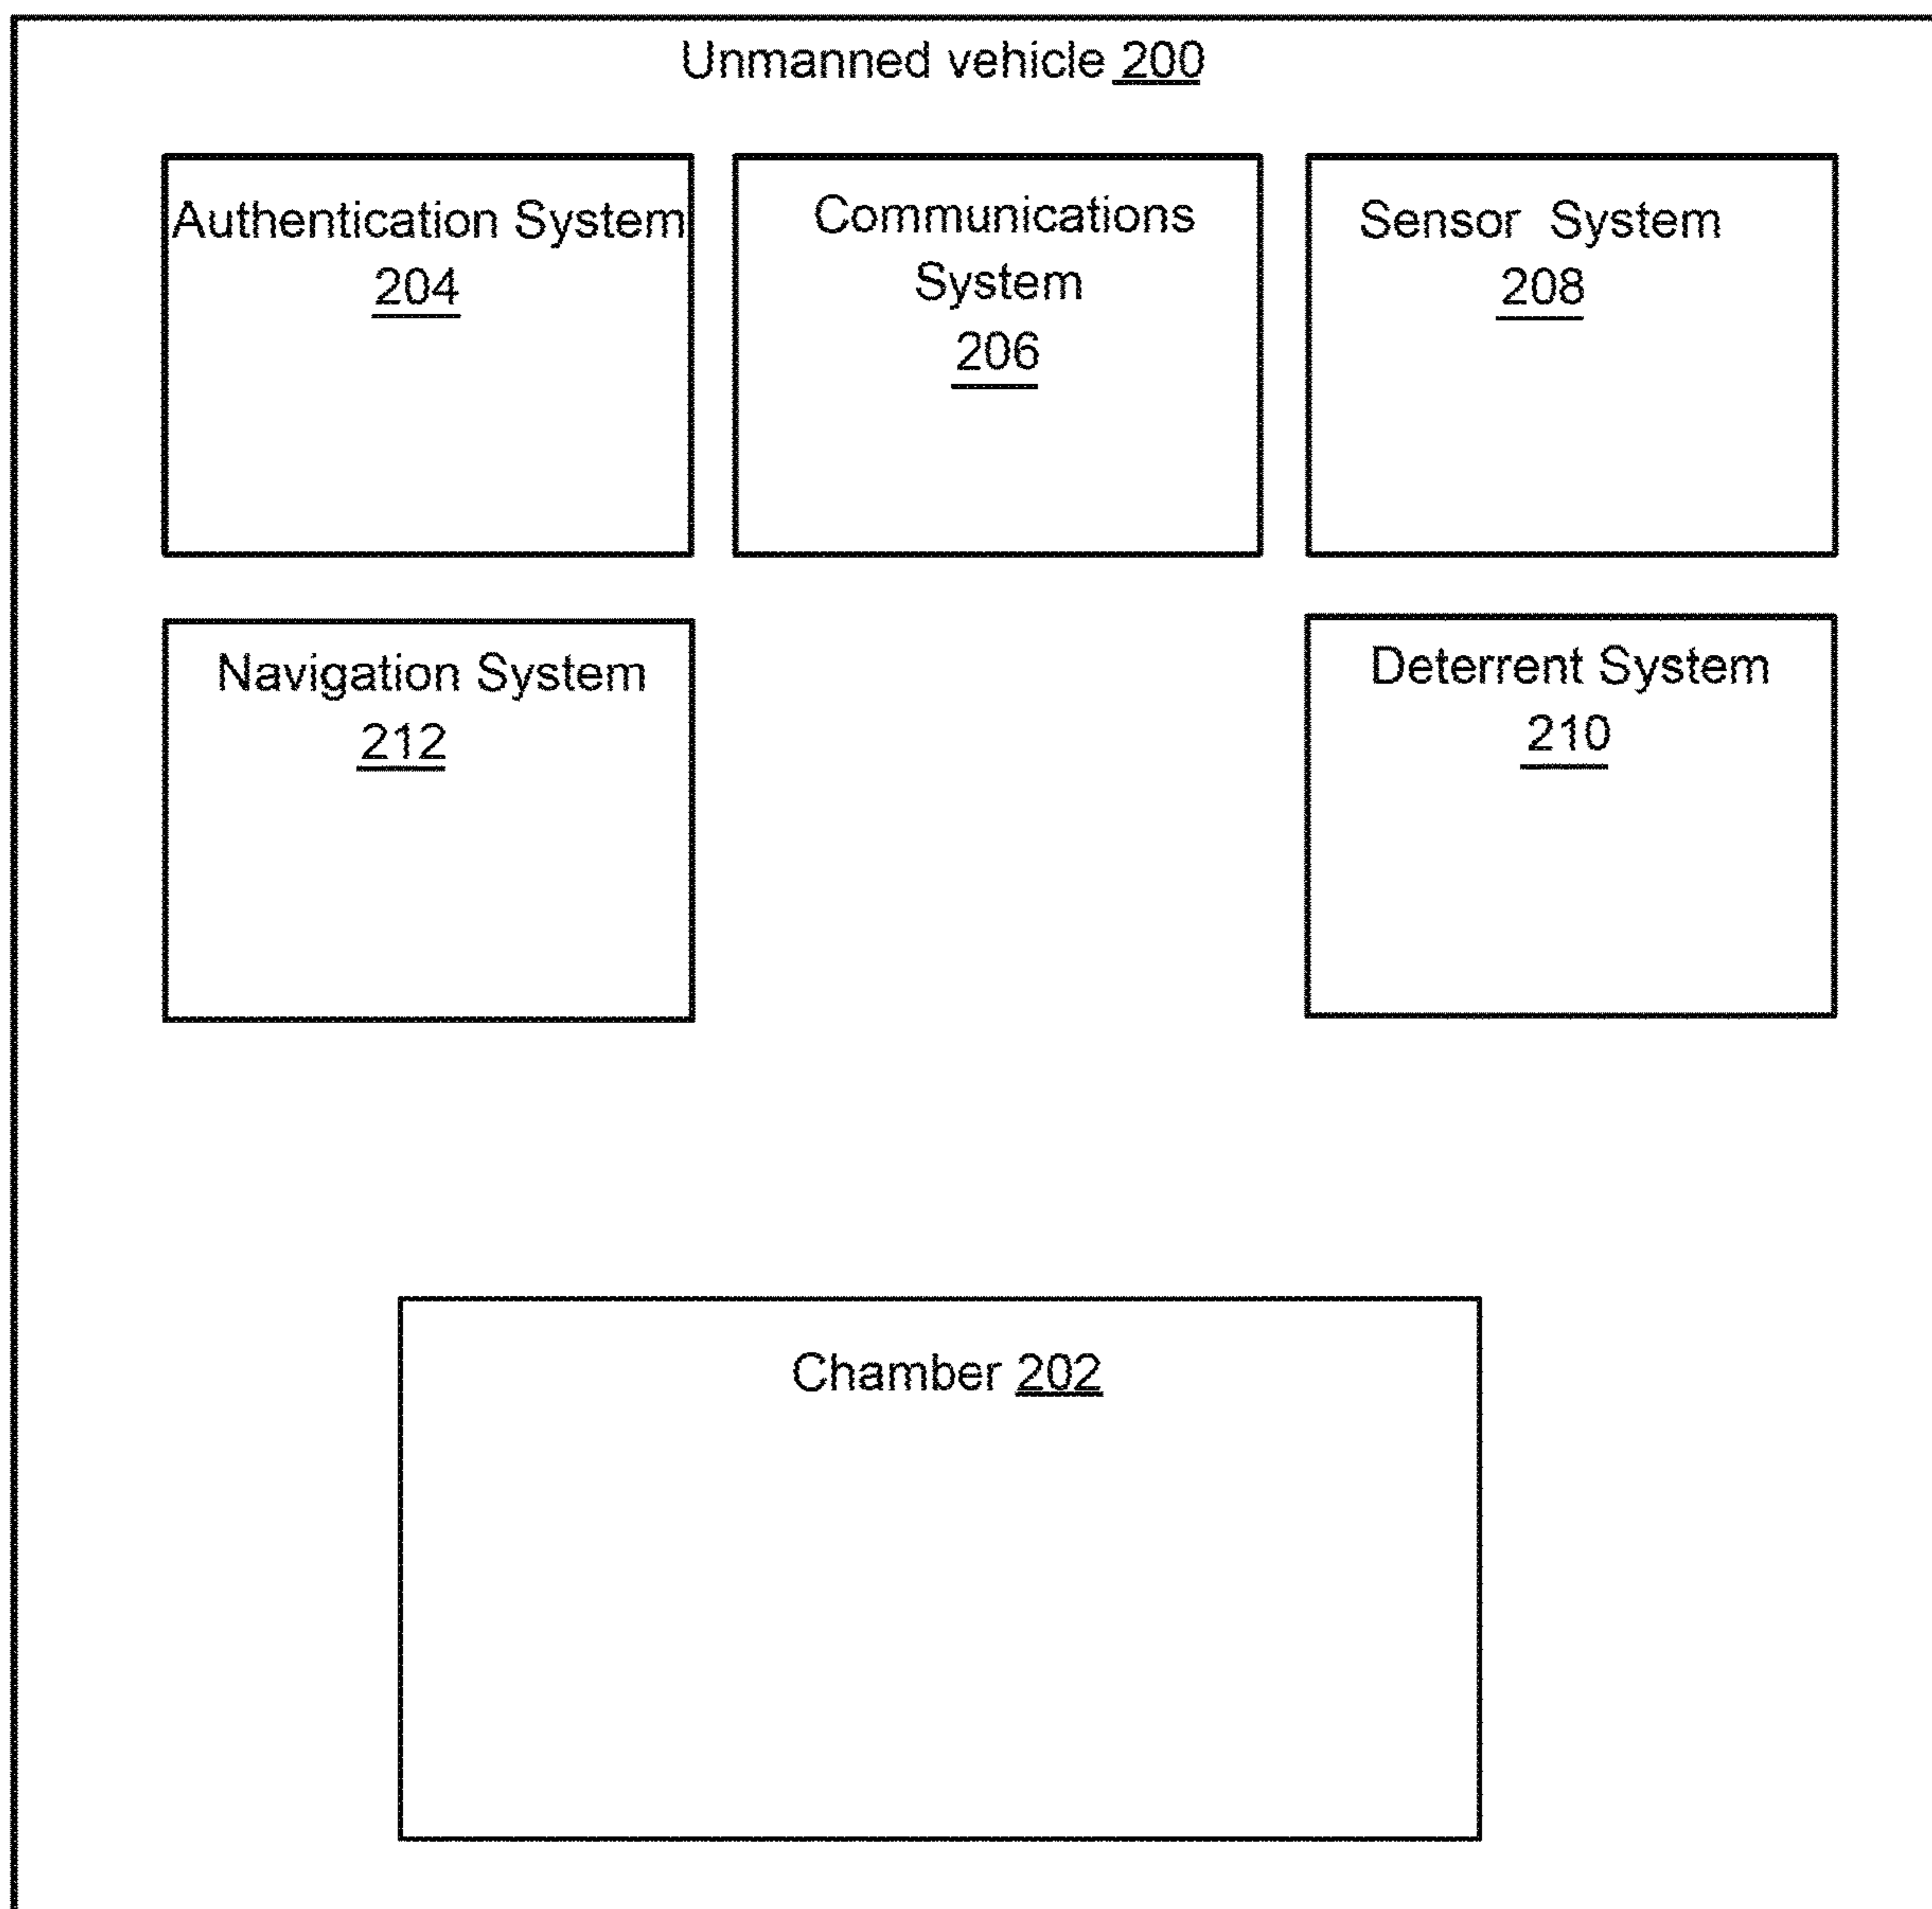 Unmanned vehicle 200
Authentication System
204
Communications
System
206
Sensor System
208
Navigation System
212
Deterrent System
210
Chamber 202